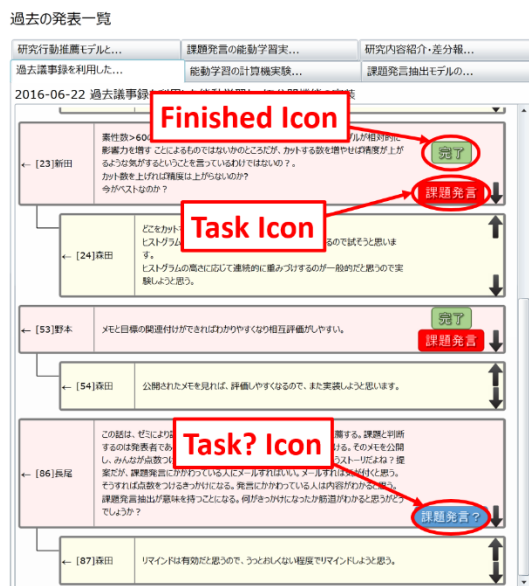 過去の発表一覧
研究行動推薦モデルと...
課題発見の能動学習実...
研究内容紹介・差分報...
過去議事録を利用した...
能動学習の計算機実験...
課題発言抽出モデルの...
2016-06-22 過去議事録
Finished Icon
← [23]新田
素性数>600
が相対的に
影響力を増す ことによるものではないかのところだが、カットする数を増やせば精度が上が
るような気がするということを言っているわけではないの？。
カット数を上げれば精度は上がらないのか?
今がベストなのか？
完了
課題発言
Task Icon
← [24]森田
どこをカット
ヒストグラム
るので試そうと思いま
す。
ヒストグラムの高さに応じて連続的に重みづけするのが一般的だと思うので実
験しようと思う。
← [53]野本
メモと目標の関連付けができればわかりやすくなり相互評価がしやすい。
完了
課題発言
← [54]森田
公開されたメモを見れば、評価しやすくなるので、また実装しようと思います。
Task? Icon
← [86]長尾
この話は、ゼミにより
薦する。課題と判断
するのは発表者であ
ける。そのメモを公開
し、みんなが点数つ
うストーリだよね？提
案だが、課題発言にかかわっている人にメールすればいい。メールすれば気が付くと思う。
そうすれば点数をつけるきっかけになる。発言にかかわっている人は内容がわかると思う。
課題発言抽出が意味を持つことになる。何がきっかけになったか筋道がわかると思うがどう
でしょうか？
課題発言？
← [87]森田
リマインドは有効だと思うので、うっとおしくない程度でリマインドしようと思う。